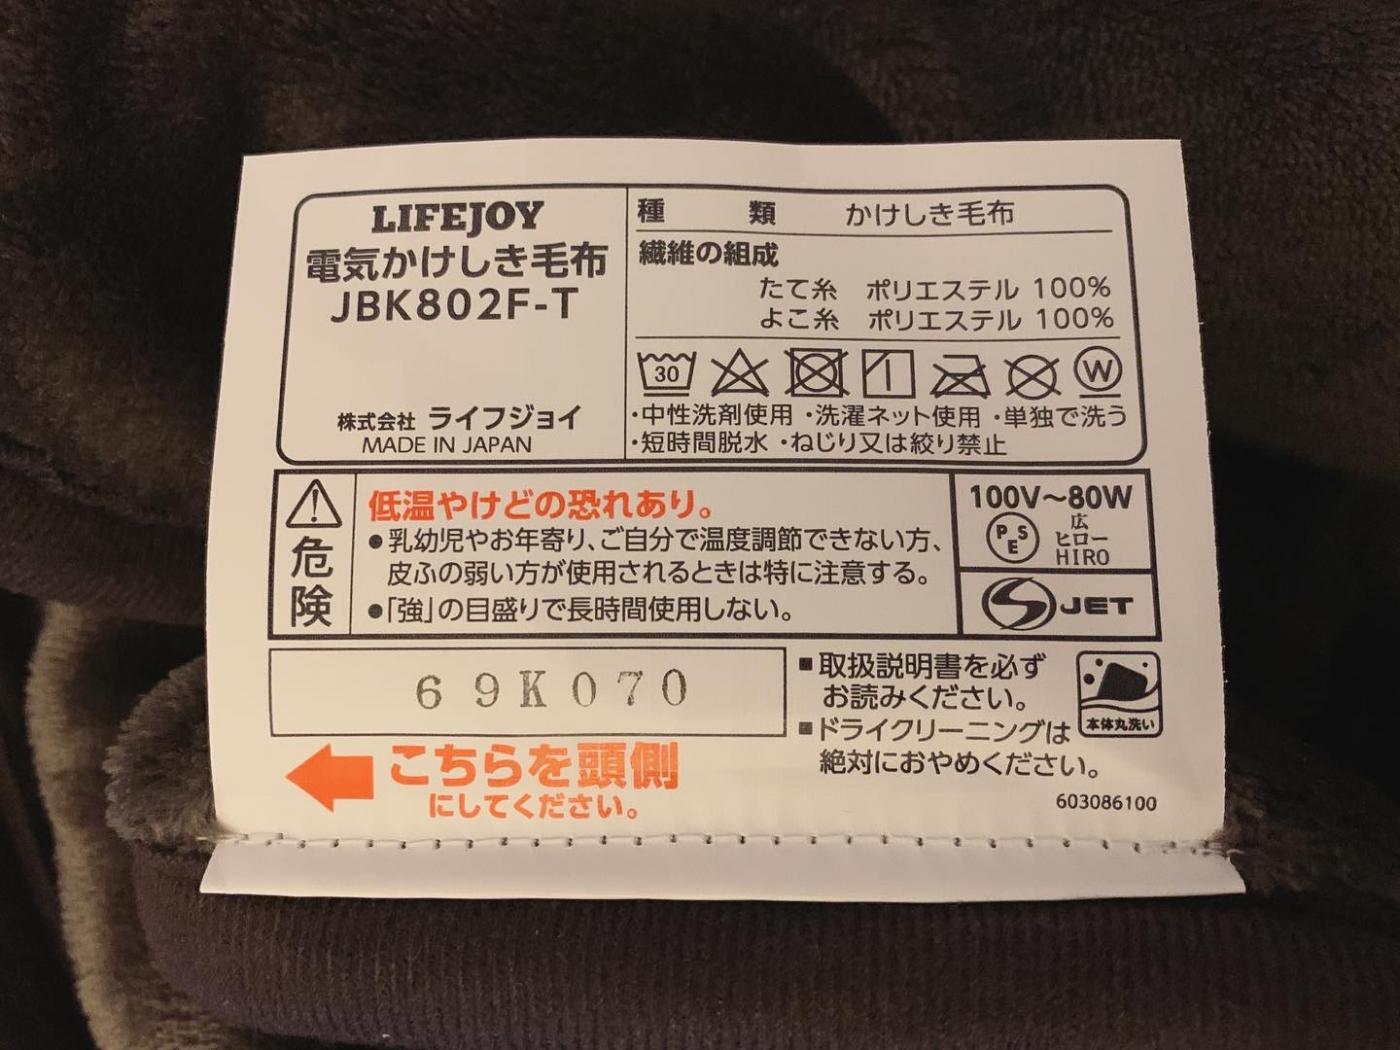 LIFEJOY
電気かけしき毛布
JBK802F-T
株式会社 ライフジョイ
MADE IN JAPAN
種 類 かけしき毛布
繊維の組成
たて糸 ポリエステル 100%
よこ糸 ポリエステル 100%
30
W
・中性洗剤使用 ・洗濯ネット使用 ・単独で洗う
・短時間脱水 ・ねじり又は絞り禁止
危険
低温やけどの恐れあり。
●乳幼児やお年寄り、ご自分で温度調節できない方、
皮ふの弱い方が使用されるときは特に注意する。
●「強」の目盛りで長時間使用しない。
100V～80W
PSE
広
ヒロー
HIRO
JET
69K070
こちらを頭側
にしてください。
■取扱説明書を必ず
お読みください。
■ドライクリーニングは
絶対におやめください。
本体丸洗い
603086100